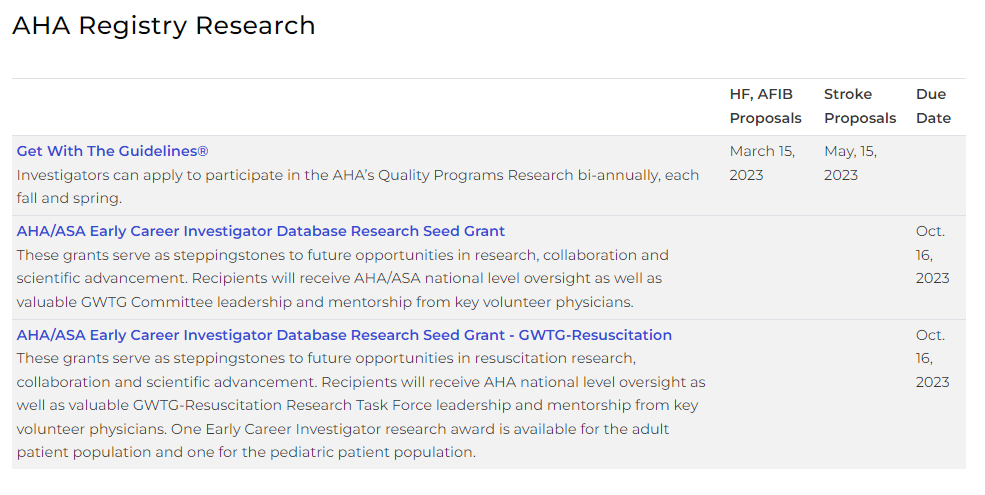 AHA Registry Research
HF, AFIB Proposals
Stroke Proposals
Due Date
Get With The Guidelines®
March 15, 2023
May, 15, 2023
Investigators can apply to participate in the AHA’s Quality Programs Research bi-annually, each
fall and spring.
AHA/ASA Early Career Investigator Database Research Seed Grant
Oct. 16, 2023
These grants serve as steppingstones to future opportunities in research, collaboration and
scientific advancement. Recipients will receive AHA/ASA national level oversight as well as
valuable GWTG Committee leadership and mentorship from key volunteer physicians.
AHA/ASA Early Career Investigator Database Research Seed Grant - GWTG-Resuscitation
Oct. 16, 2023
These grants serve as steppingstones to future opportunities in resuscitation research,
collaboration and scientific advancement. Recipients will receive AHA national level oversight as
well as valuable GWTG-Resuscitation Research Task Force leadership and mentorship from key
volunteer physicians. One Early Career Investigator research award is available for the adult
patient population and one for the pediatric patient population.